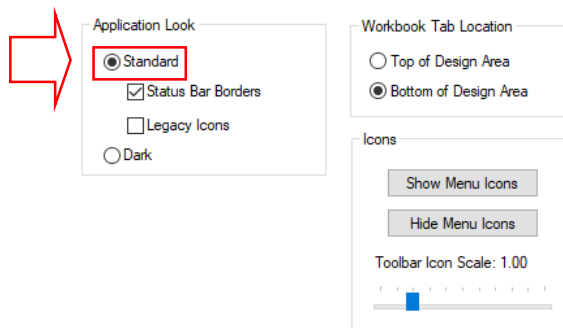 Application Look
Standard
Status Bar Borders
Legacy Icons
Dark
Workbook Tab Location
Top of Design Area
Bottom of Design Area
Icons
Show Menu Icons
Hide Menu Icons
Toolbar Icon Scale: 1.00